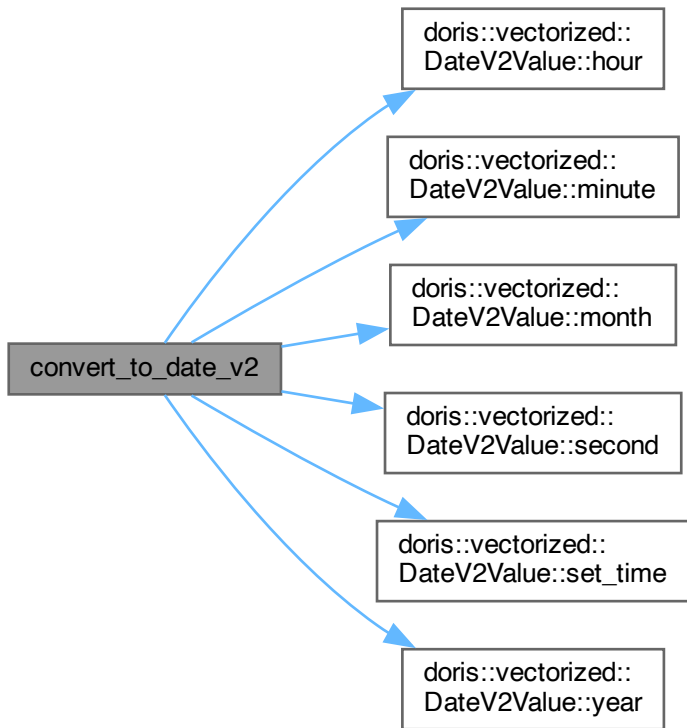 doris::vectorized::
DateV2Value::hour
doris::vectorized::
DateV2Value::minute
doris::vectorized::
DateV2Value::month
convert_to_date_v2
doris::vectorized::
DateV2Value::second
doris::vectorized::
DateV2Value::set_time
doris::vectorized::
DateV2Value::year